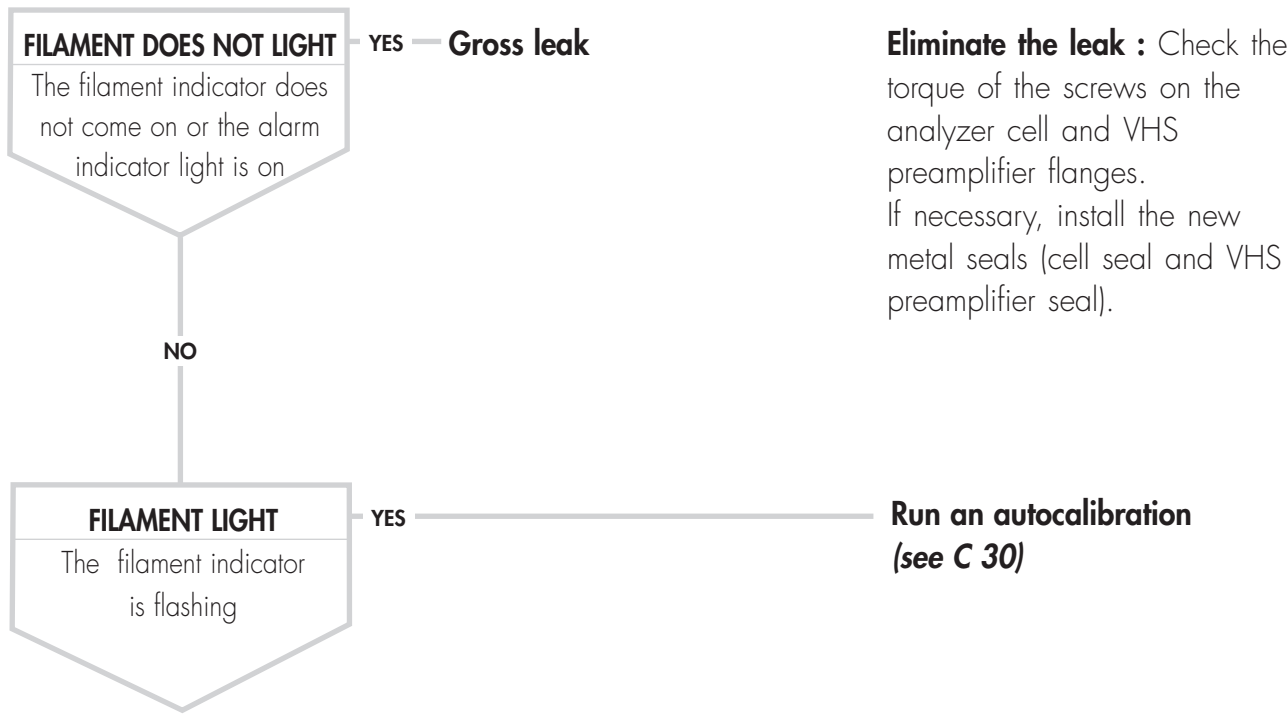 FILAMENT DOES NOT LIGHT
The filament indicator does
not come on or the alarm
indicator light is on
YES
Gross leak
Eliminate the leak : Check the
torque of the screws on the
analyzer cell and VHS
preamplifier flanges.
If necessary, install the new
metal seals (cell seal and VHS
preamplifier seal).
NO
FILAMENT LIGHT
The filament indicator
is flashing
YES
Run an autocalibration
(see C 30)